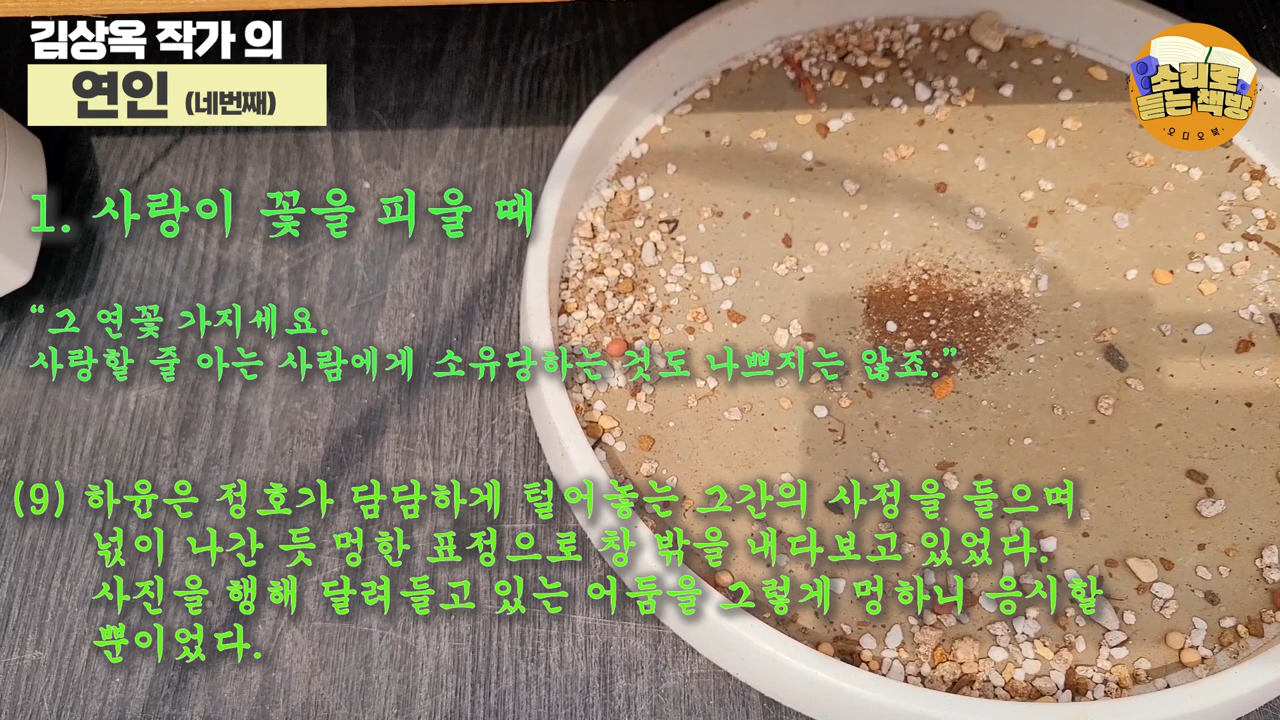 김상옥 작가 의
연인 (네번째)
소리로
듣는 책방
·오디오북·
1. 사랑이 꽃을 피울 때
“그 연꽃 가지세요.
사랑할 줄 아는 사람에게 소유당하는 것도 나쁘지는 않죠.”
(9) 하윤은 정호가 담담하게 털어놓는 그간의 사정을 들으며
넋이 나간 듯 멍한 표정으로 창 밖을 내다보고 있었다.
사진을 행해 달려들고 있는 어둠을 그렇게 멍하니 응시할
뿐이었다.